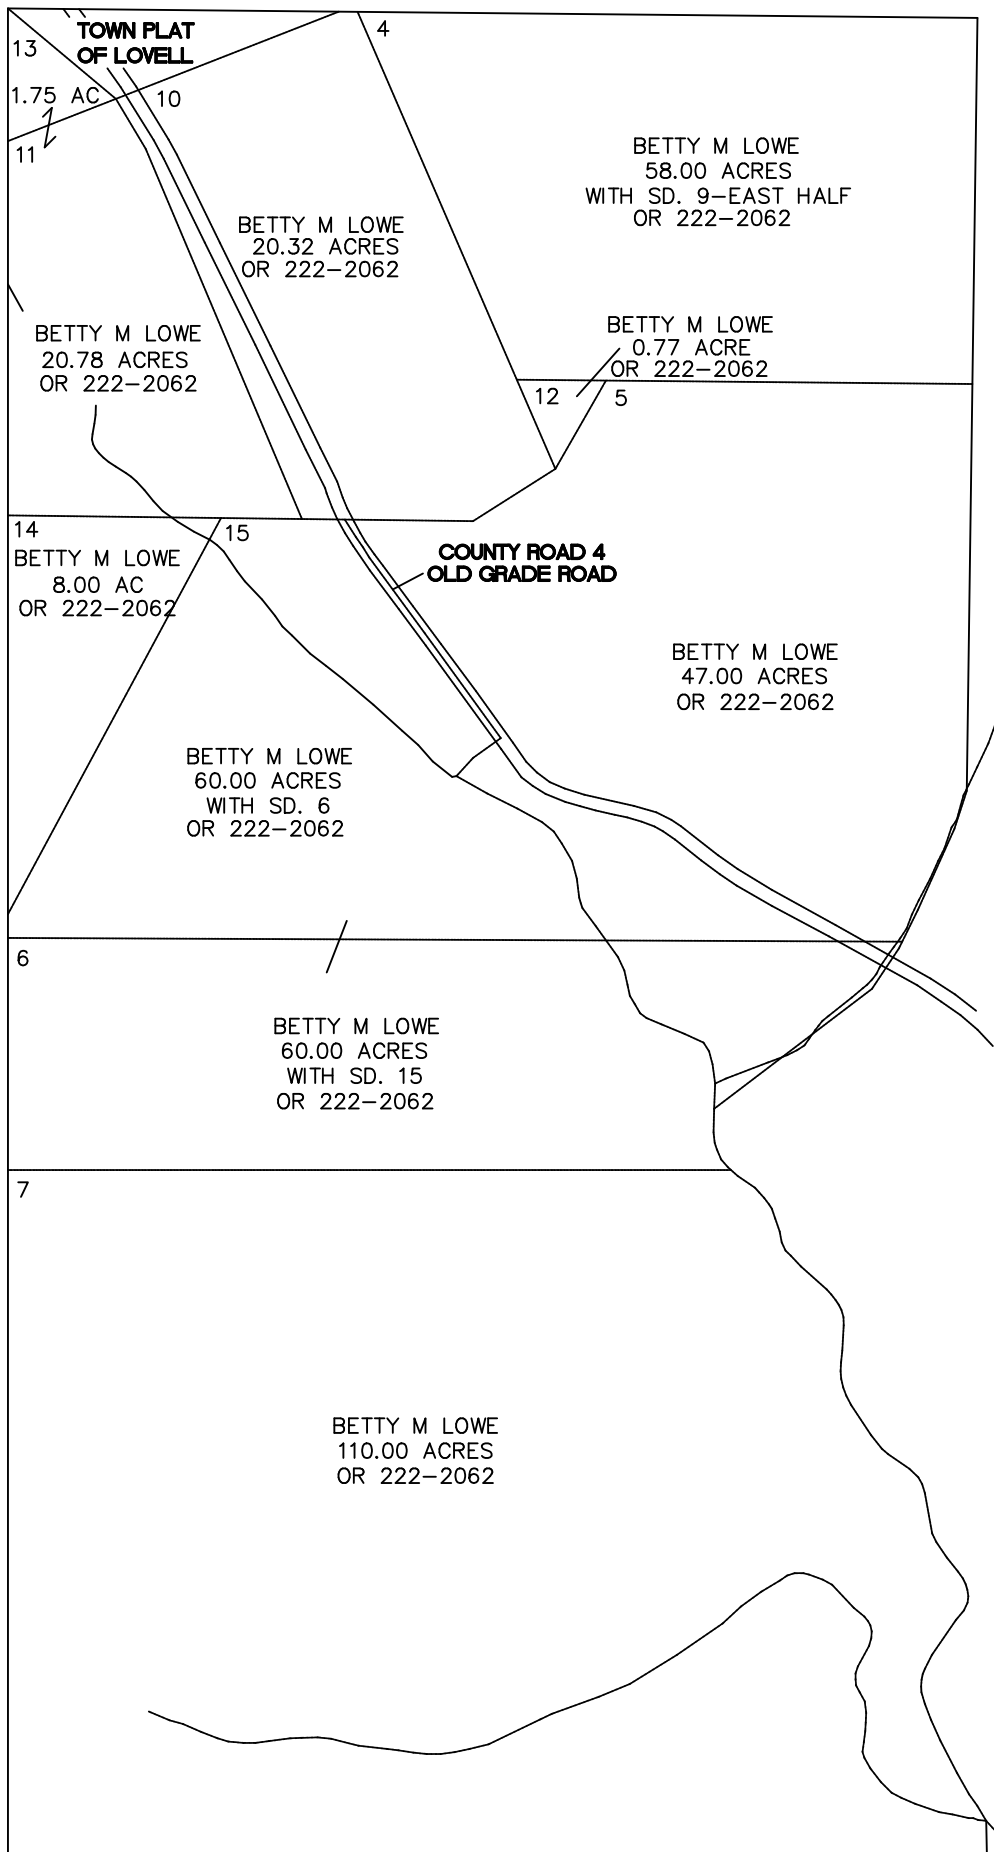 TOWN PLAT
OF LOVELL
4
13
1.75 AC
10
11
BETTY M LOWE
58.00 ACRES
WITH SD. 9-EAST HALF
OR 222-2062
BETTY M LOWE
20.32 ACRES
OR 222-2062
BETTY M LOWE
20.78 ACRES
OR 222-2062
BETTY M LOWE
0.77 ACRE
OR 222-2062
12
5
14
15
BETTY M LOWE
8.00 AC
OR 222-2062
COUNTY ROAD 4
OLD GRADE ROAD
BETTY M LOWE
47.00 ACRES
OR 222-2062
BETTY M LOWE
60.00 ACRES
WITH SD. 6
OR 222-2062
6
BETTY M LOWE
60.00 ACRES
WITH SD. 15
OR 222-2062
7
BETTY M LOWE
110.00 ACRES
OR 222-2062